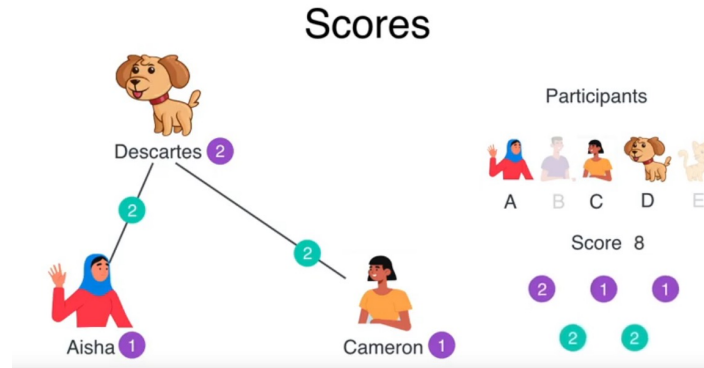 Scores
Descartes 2
2
2
Aisha 1
Cameron 1
Participants
A B C D E
Score 8
2 1 1
2 2